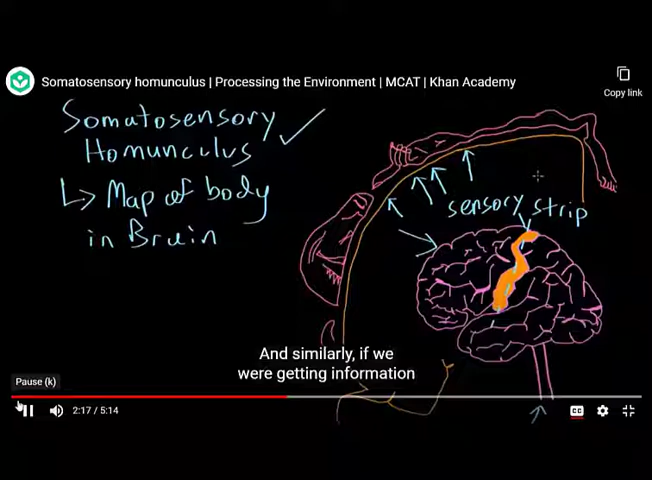 Somatosensory homunculus | Processing the Environment | MCAT | Khan Academy
Copy link
Somatosensory
Homunculus
Map of body
in Brain
sensory strip
And similarly, if we
were getting information
Pause (k)
2:17 / 5:14
CC